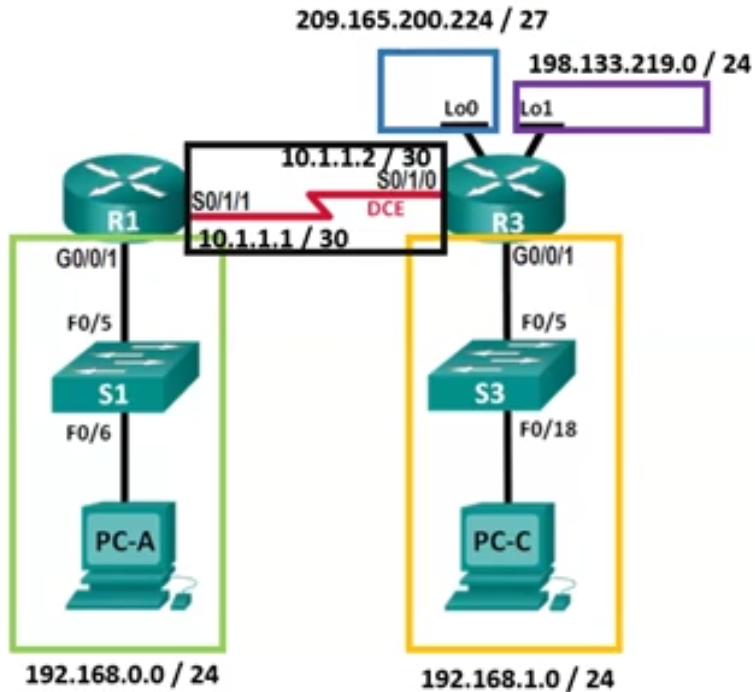 209.165.200.224 / 27
198.133.219.0 / 24
Lo0
Lo1
10.1.1.2 / 30
S0/1/0
S0/1/1
DCE
R1
R3
10.1.1.1 / 30
G0/0/1
G0/0/1
F0/5
F0/5
S1
S3
F0/6
F0/18
PC-A
PC-C
192.168.0.0 / 24
192.168.1.0 / 24